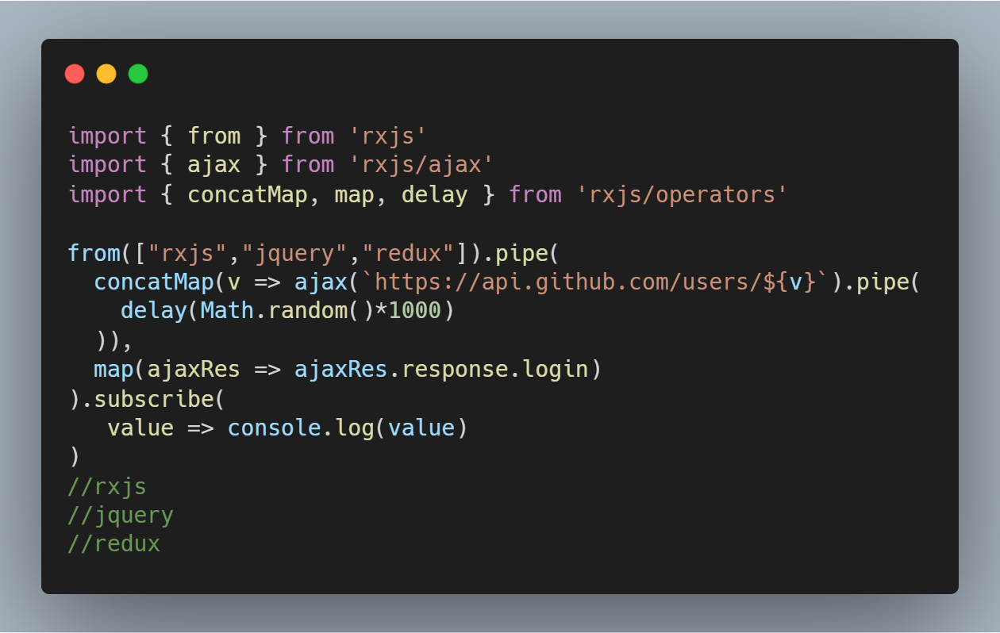 import { from } from 'rxjs'
import { ajax } from 'rxjs/ajax'
import { concatMap, map, delay } from 'rxjs/operators'

from(["rxjs","jquery","redux"]).pipe(
  concatMap(v => ajax(`https://api.github.com/users/${v}`).pipe(
    delay(Math.random()*1000)
  )),
  map(ajaxRes => ajaxRes.response.login)
).subscribe(
   value => console.log(value)
)
//rxjs
//jquery
//redux